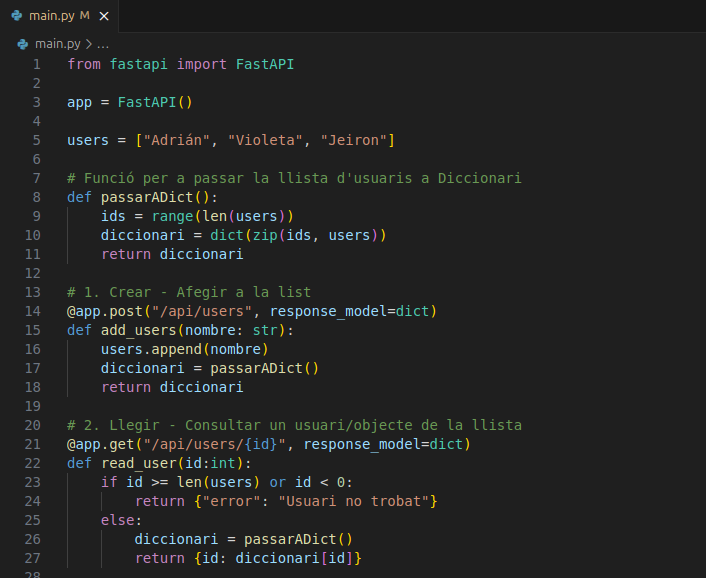 main.py M ×
main.py > ...
1 from fastapi import FastAPI
2
3 app = FastAPI()
4
5 users = ["Adrián", "Violeta", "Jeiron"]
6
7 # Funció per a passar la llista d'usuaris a Diccionari
8 def passarADict():
9     ids = range(len(users))
10     diccionari = dict(zip(ids, users))
11     return diccionari
12
13 # 1. Crear - Afegir a la list
14 @app.post("/api/users", response_model=dict)
15 def add_users(nombre: str):
16     users.append(nombre)
17     diccionari = passarADict()
18     return diccionari
19
20 # 2. Llegir - Consultar un usuari/objecte de la llista
21 @app.get("/api/users/{id}", response_model=dict)
22 def read_user(id:int):
23     if id >= len(users) or id < 0:
24         return {"error": "Usuari no trobat"}
25     else:
26         diccionari = passarADict()
27         return {id: diccionari[id]}
28